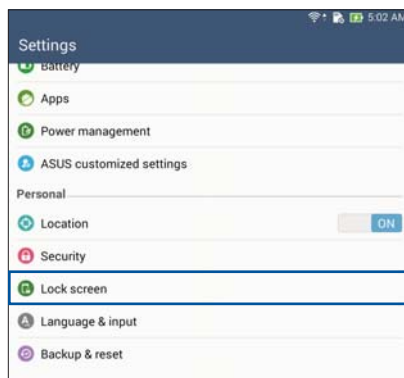 5:02 AM
Settings
Battery
Apps
Power management
ASUS customized settings
Personal
Location ON
Security
Lock screen
Language & input
Backup & reset